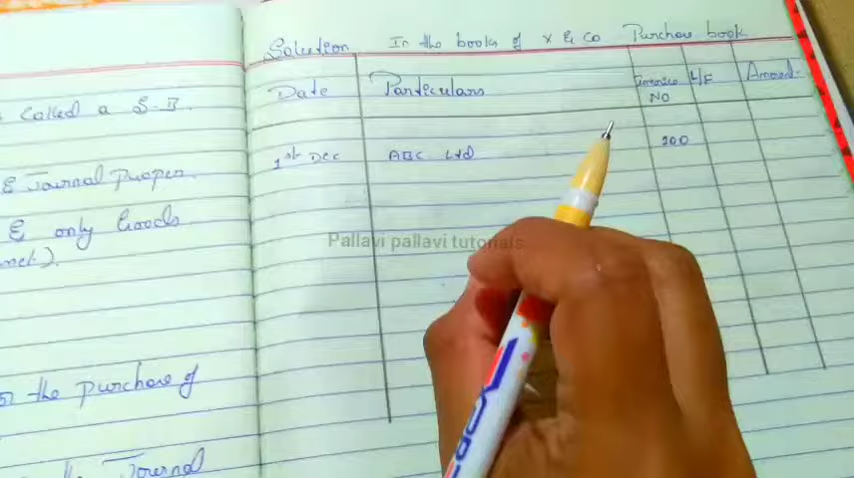 Solution In the books of X & Co Purchase book
Date Particulars Invoice No L/F Amount
1st Dec ABC Ltd 100
called a S.B.
& Journal proper.
& only Goods
the purchase of
Journal
Pallavi pallavi tutorials